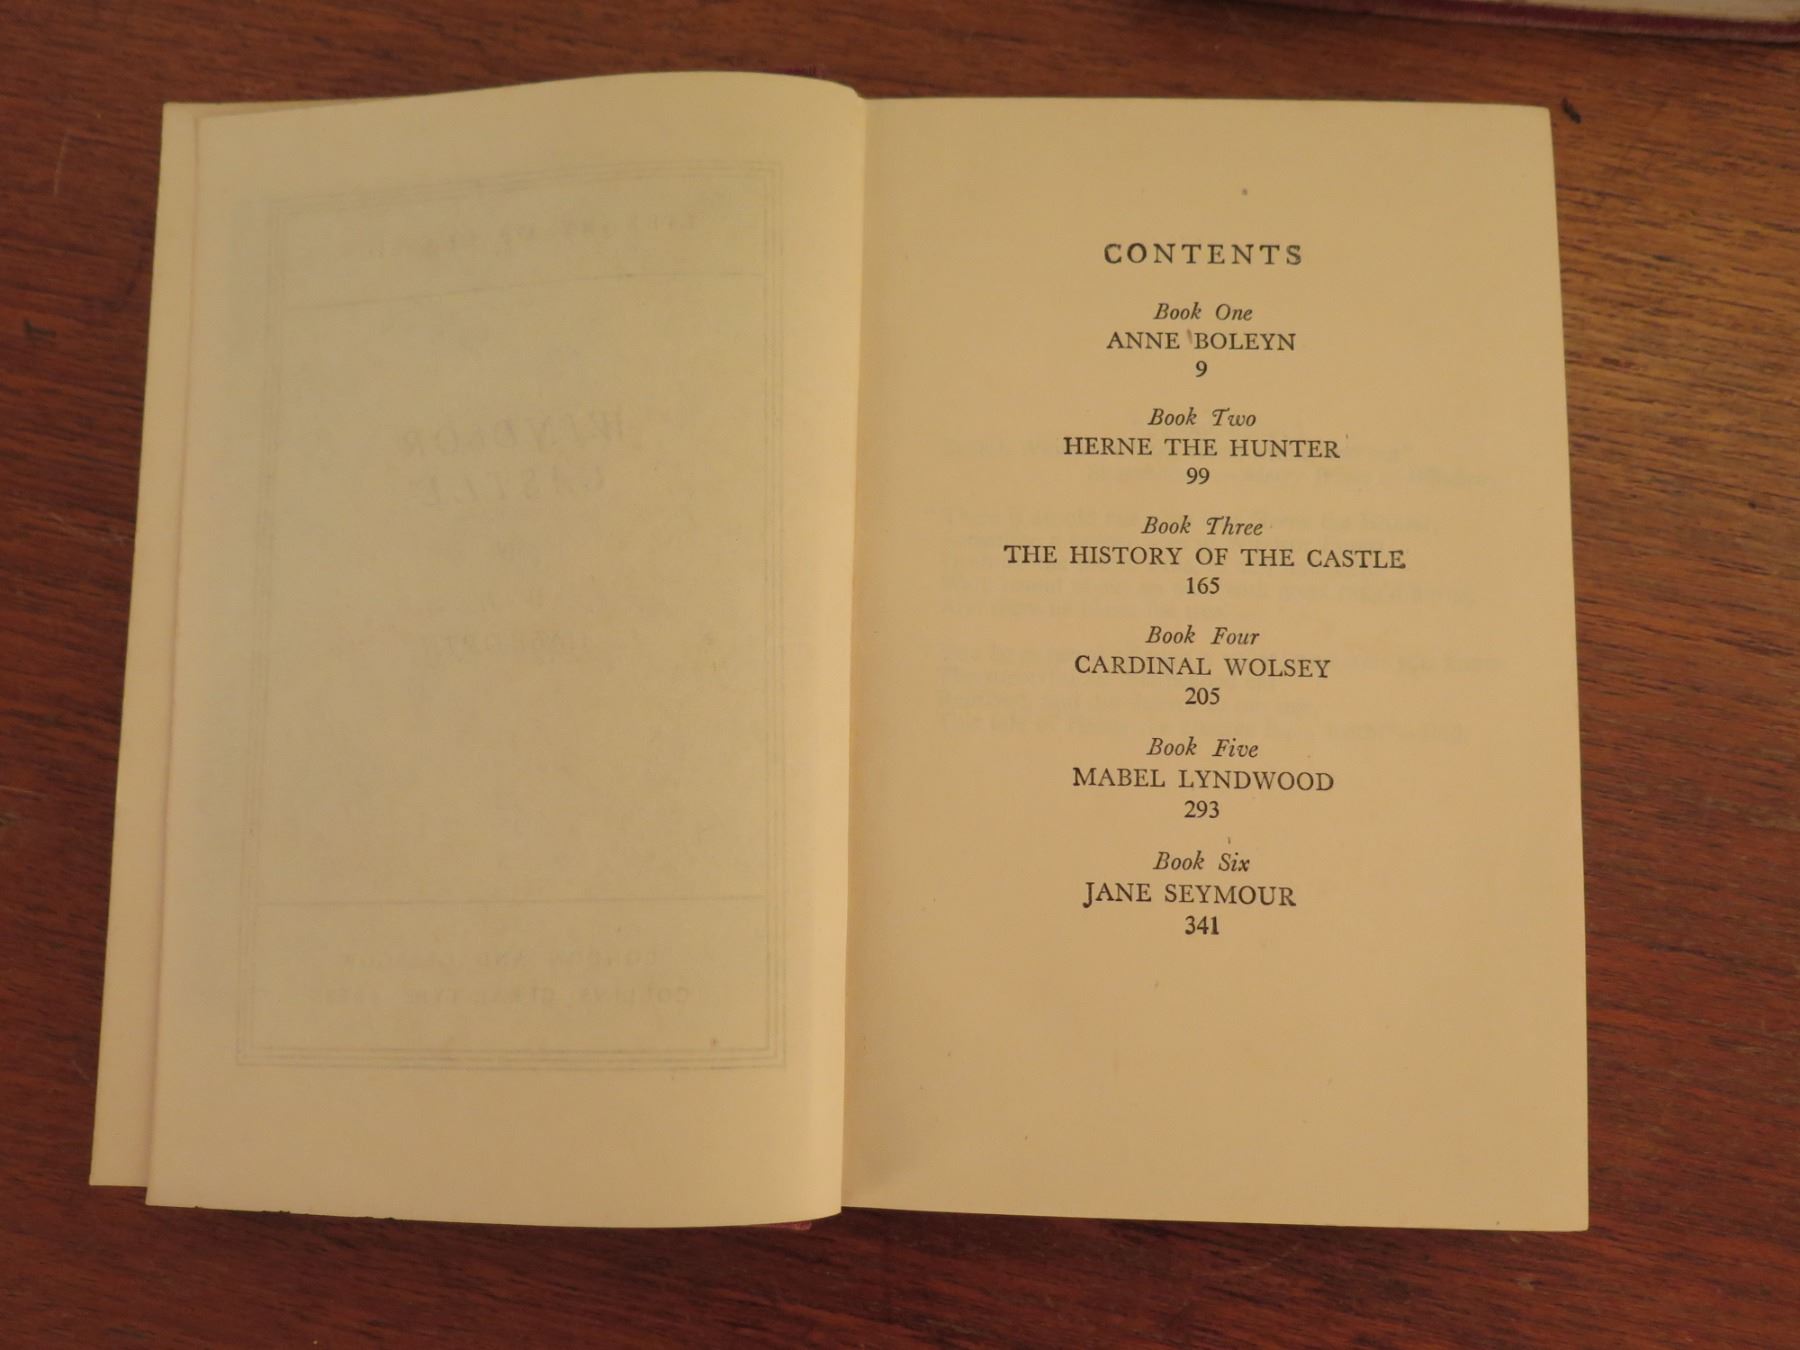 CONTENTS
Book One
ANNE BOLEYN
9
Book Two
HERNE THE HUNTER
99
Book Three
THE HISTORY OF THE CASTLE
165
Book Four
CARDINAL WOLSEY
205
Book Five
MABEL LYNDWOOD
293
Book Six
JANE SEYMOUR
341